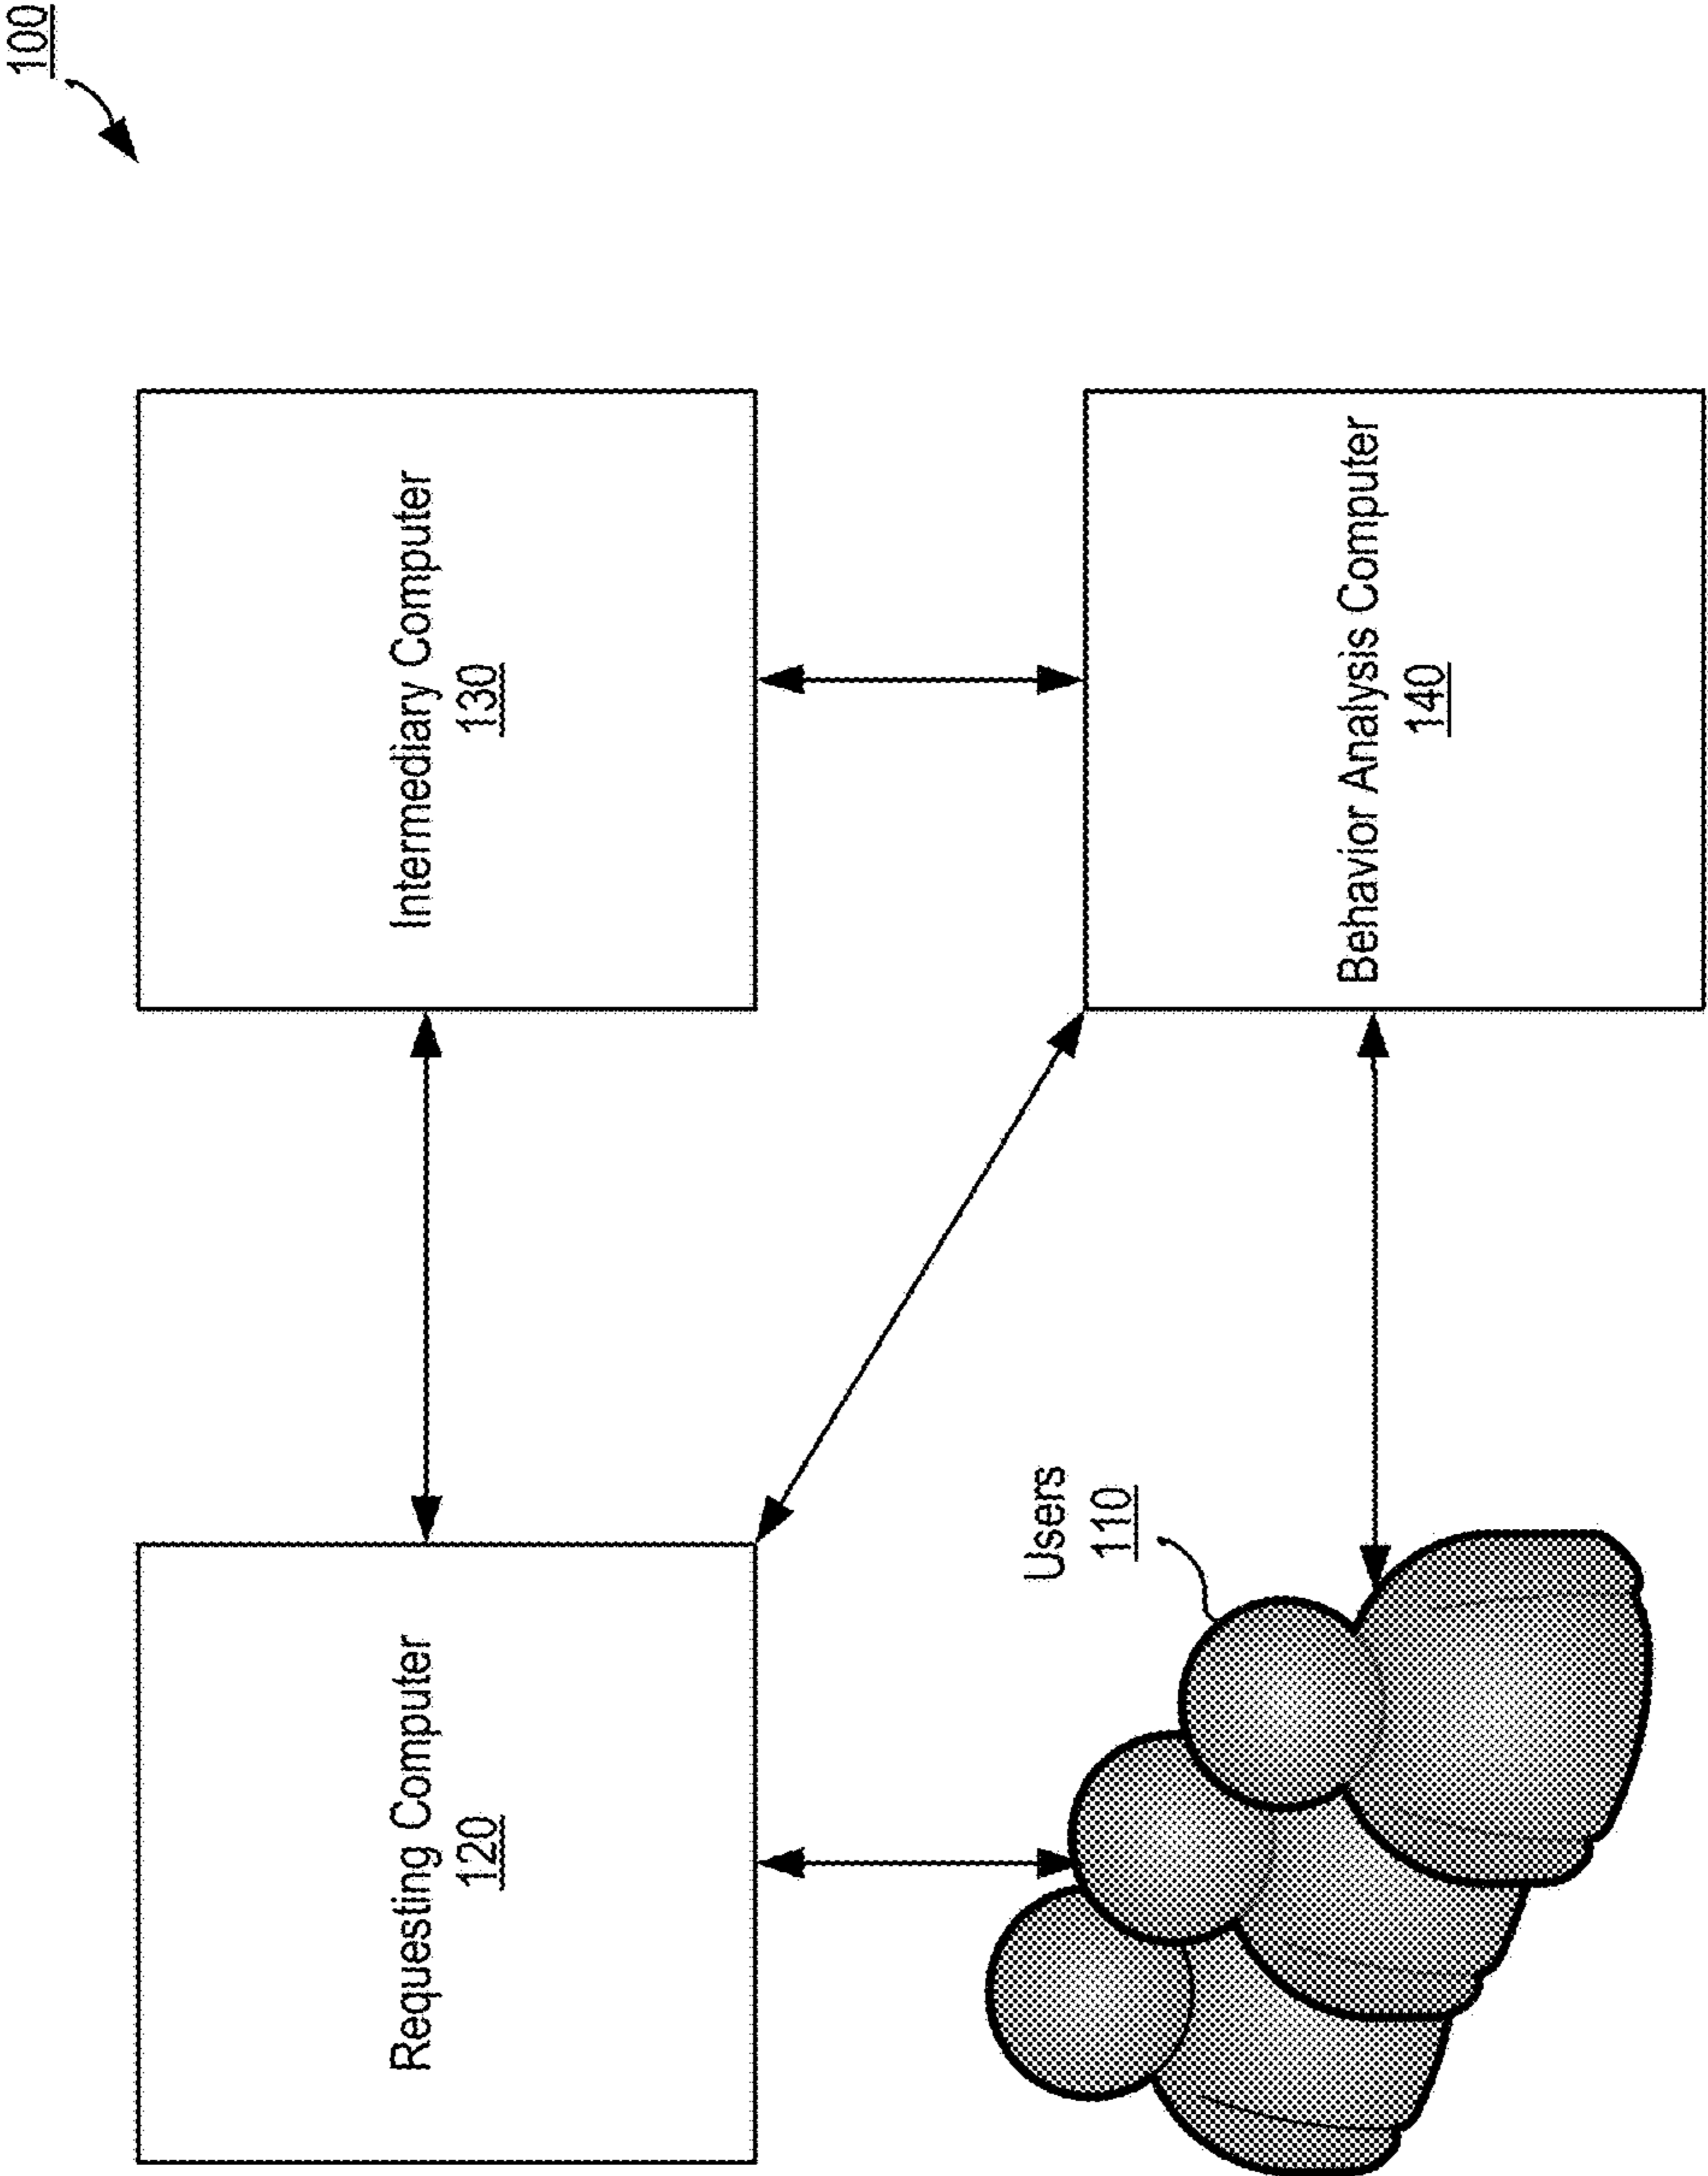 100
Requesting Computer
120
Intermediary Computer
130
Users
110
Behavior Analysis Computer
140